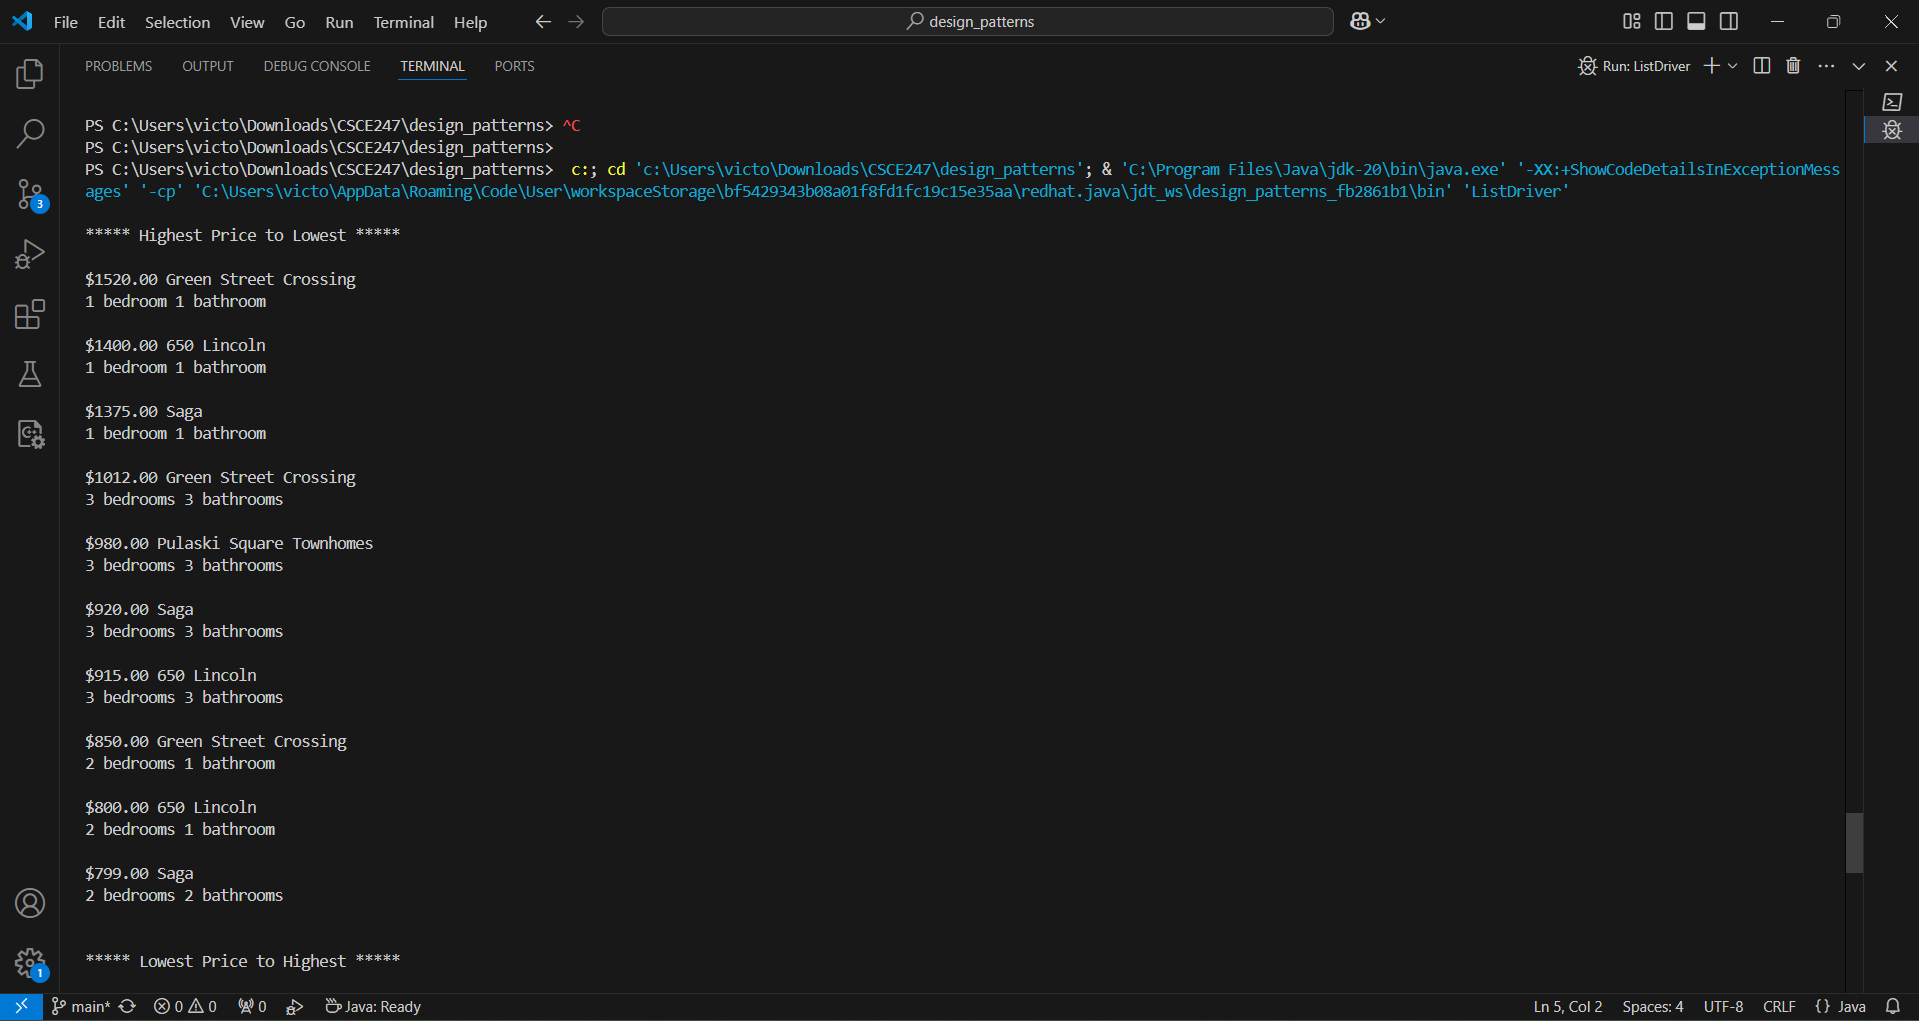 File Edit Selection View Go Run Terminal Help
design_patterns
PROBLEMS OUTPUT DEBUG CONSOLE TERMINAL PORTS
Run: ListDriver
PS C:\Users\victo\Downloads\CSCE247\design_patterns> ^C
PS C:\Users\victo\Downloads\CSCE247\design_patterns>
PS C:\Users\victo\Downloads\CSCE247\design_patterns>  c:; cd 'c:\Users\victo\Downloads\CSCE247\design_patterns'; & 'C:\Program Files\Java\jdk-20\bin\java.exe' '-XX:+ShowCodeDetailsInExceptionMess
ages' '-cp' 'C:\Users\victo\AppData\Roaming\Code\User\workspaceStorage\bf5429343b08a01f8fd1fc19c15e35aa\redhat.java\jdt_ws\design_patterns_fb2861b1\bin' 'ListDriver'
***** Highest Price to Lowest *****
$1520.00 Green Street Crossing
1 bedroom 1 bathroom
$1400.00 650 Lincoln
1 bedroom 1 bathroom
$1375.00 Saga
1 bedroom 1 bathroom
$1012.00 Green Street Crossing
3 bedrooms 3 bathrooms
$980.00 Pulaski Square Townhomes
3 bedrooms 3 bathrooms
$920.00 Saga
3 bedrooms 3 bathrooms
$915.00 650 Lincoln
3 bedrooms 3 bathrooms
$850.00 Green Street Crossing
2 bedrooms 1 bathroom
$800.00 650 Lincoln
2 bedrooms 1 bathroom
$799.00 Saga
2 bedrooms 2 bathrooms
***** Lowest Price to Highest *****
3
1
main* 0 0 0 Java: Ready
Ln 5, Col 2 Spaces: 4 UTF-8 CRLF {} Java